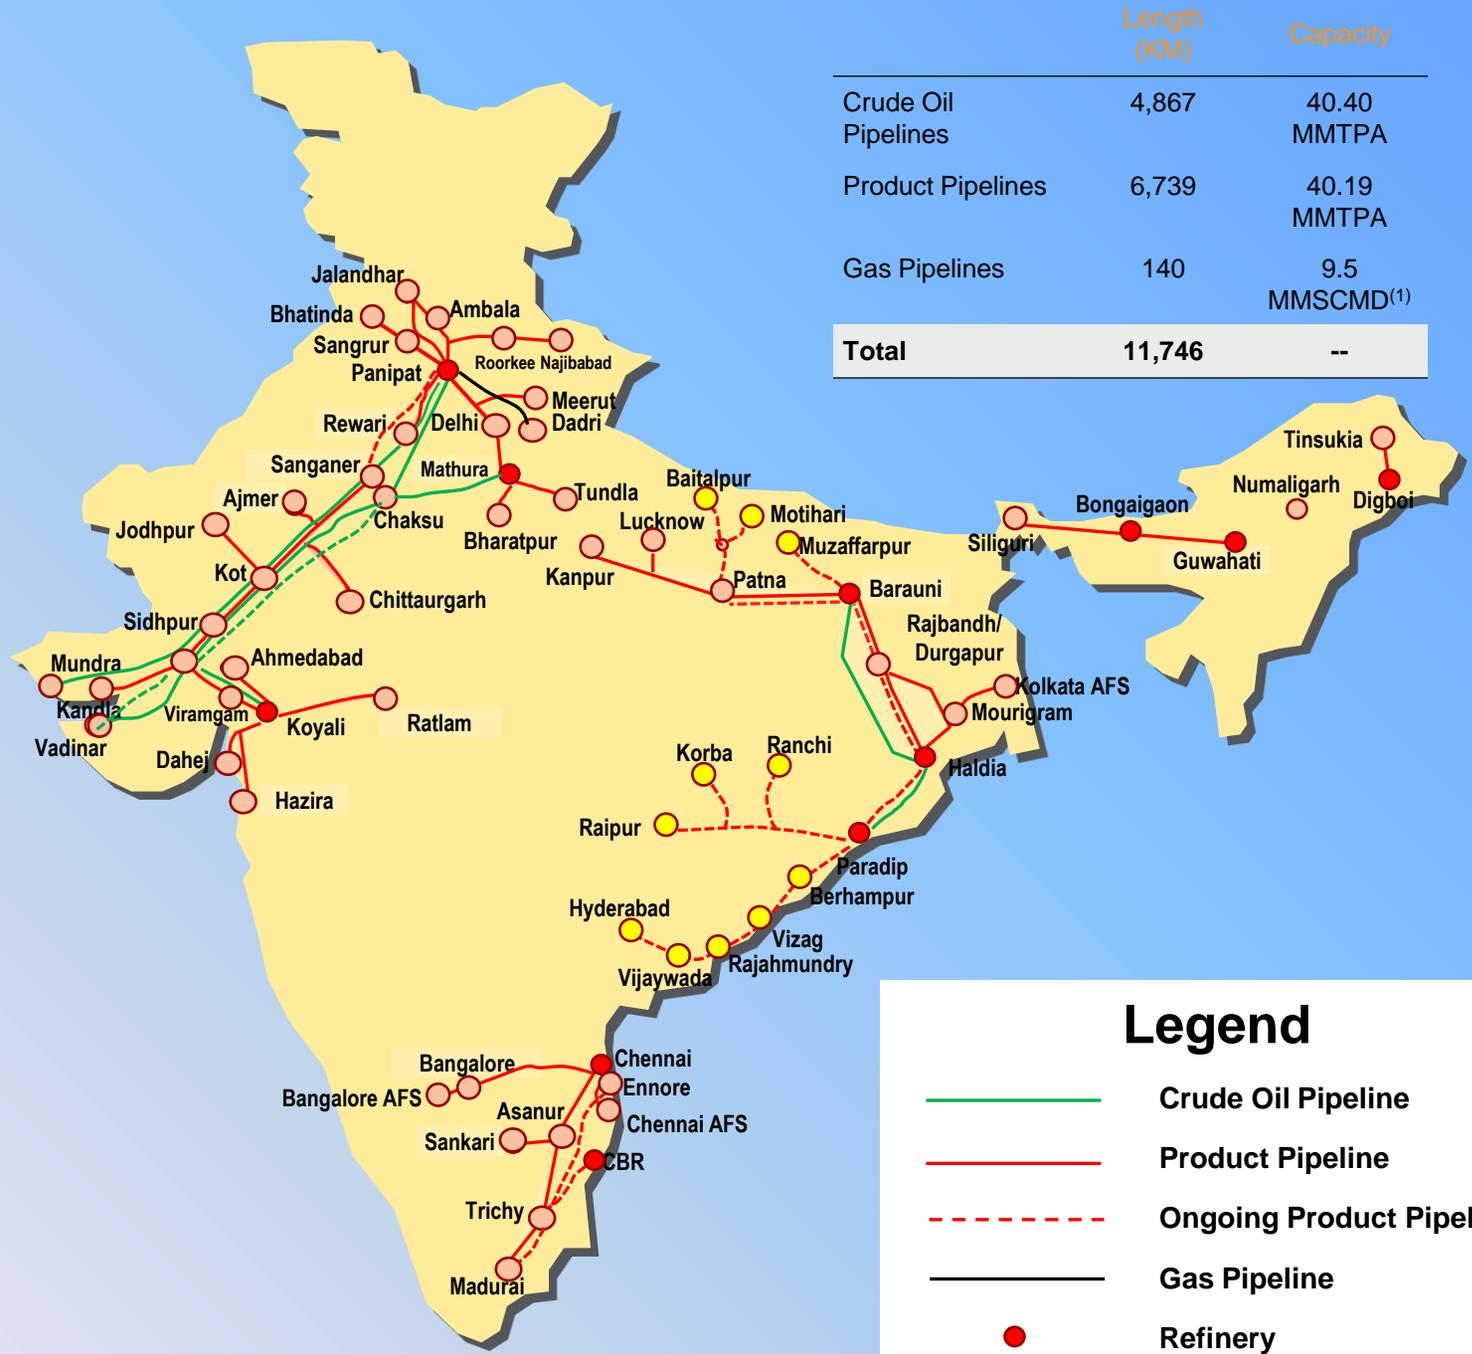 Length
(KM)
Capacity
Crude Oil
Pipelines
4,867
40.40
MMTPA
Product Pipelines
6,739
40.19
MMTPA
Gas Pipelines
140
9.5
MMSCMD(1)
Total
11,746
--
Jalandhar
Bhatinda
Ambala
Sangrur
Roorkee Najibabad
Panipat
Meerut
Rewari
Delhi
Dadri
Sanganer
Mathura
Tinsukia
Baitalpur
Numaligarh
Digboi
Ajmer
Tundla
Bongaigaon
Chaksu
Lucknow
Motihari
Jodhpur
Bharatpur
Muzaffarpur
Siliguri
Guwahati
Kot
Kanpur
Patna
Barauni
Chittaurgarh
Sidhpur
Rajbandh/
Durgapur
Mundra
Ahmedabad
Kolkata AFS
Kandla
Viramgam
Koyali
Ratlam
Mourigram
Vadinar
Dahej
Korba
Ranchi
Haldia
Hazira
Raipur
Paradip
Berhampur
Hyderabad
Vizag
Rajahmundry
Vijaywada
Bangalore
Chennai
Bangalore AFS
Ennore
Asanur
Chennai AFS
Sankari
CBR
Trichy
Madurai
Legend
Crude Oil Pipeline
Product Pipeline
Ongoing Product Pipel
Gas Pipeline
Refinery